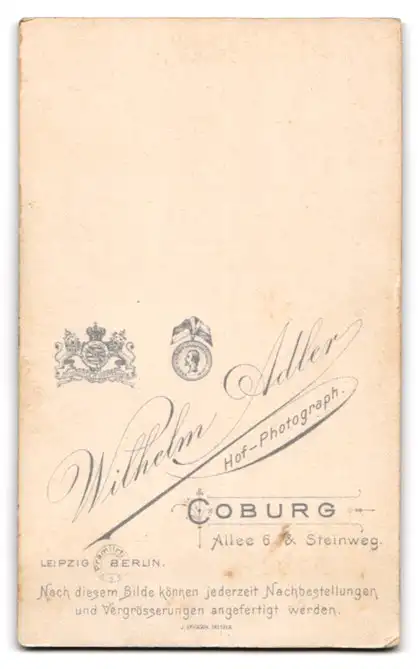 Wilhelm Adler
Hof-Photograph.
COBURG
Allee 6 & Steinweg.
LEIPZIG BERLIN.
Nach diesem Bilde können jederzeit Nachbestellungen
und Vergrösserungen angefertigt werden.